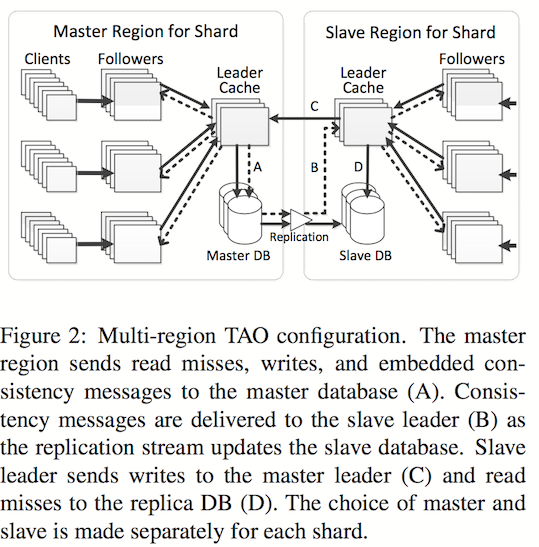 Master Region for Shard
Slave Region for Shard
Clients
Followers
Leader
Cache
Leader
Cache
Followers
C
A
B
D
Replication
Master DB
Slave DB
Figure 2: Multi-region TAO configuration. The master
region sends read misses, writes, and embedded con-
sistency messages to the master database (A). Consis-
tency messages are delivered to the slave leader (B) as
the replication stream updates the slave database. Slave
leader sends writes to the master leader (C) and read
misses to the replica DB (D). The choice of master and
slave is made separately for each shard.